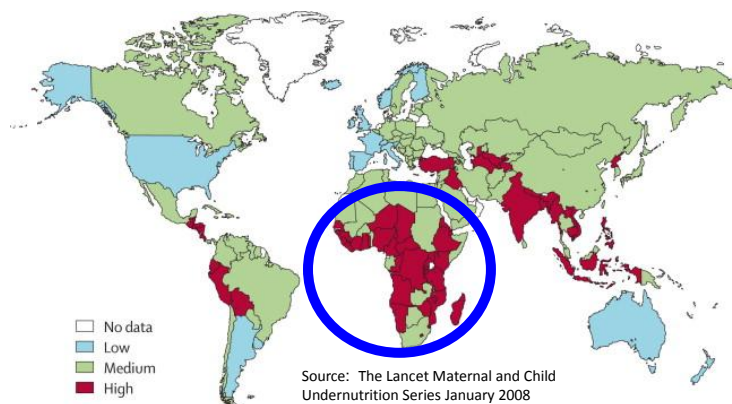 No data
Low
Medium
High
Source: The Lancet Maternal and Child
Undernutrition Series January 2008